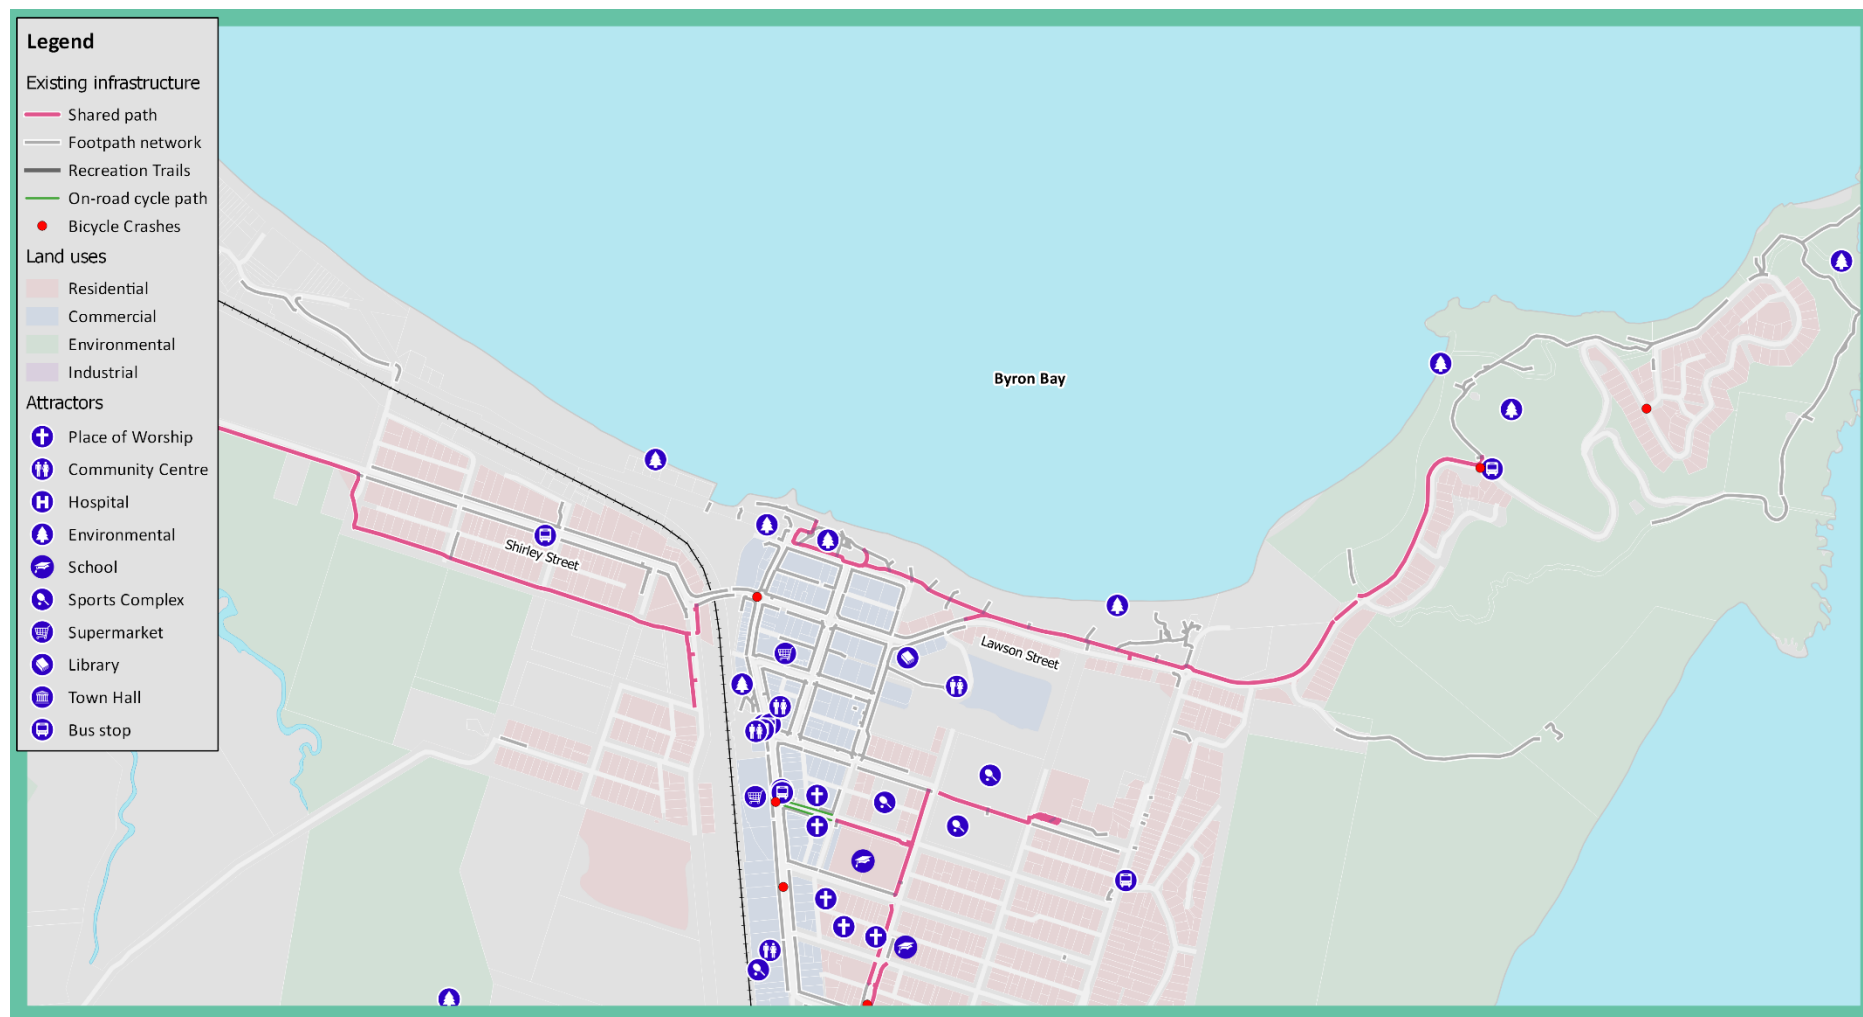 Legend
Existing infrastructure
Shared path
Footpath network
Recreation Trails
On-road cycle path
Bicycle Crashes
Land uses
Residential
Commercial
Environmental
Industrial
Attractors
Place of Worship
Community Centre
Hospital
Environmental
School
Sports Complex
Supermarket
Library
Town Hall
Bus stop
Byron Bay
Shirley Street
Lawson Street